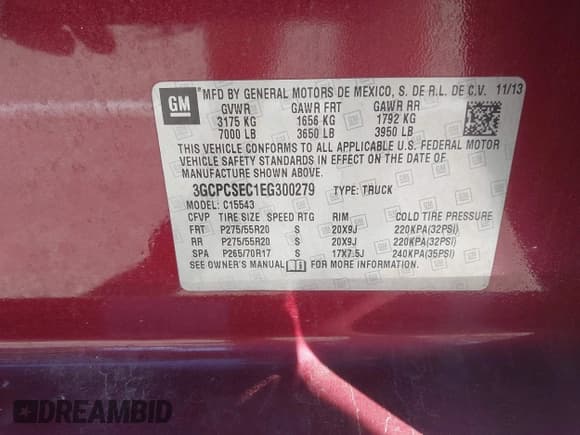 GM
MFD BY GENERAL MOTORS DE MEXICO, S. DE R.L. DE C.V. 11/13
GVWR GAWR FRT GAWR RR
3175 KG 1656 KG 1792 KG
7000 LB 3650 LB 3950 LB
THIS VEHICLE CONFORMS TO ALL APPLICABLE U.S. FEDERAL MOTOR
VEHICLE SAFETY STANDARDS IN EFFECT ON THE DATE OF
MANUFACTURE SHOWN ABOVE.
3GCPCSEC1EG300279 TYPE: TRUCK
MODEL: C15543
CFVP TIRE SIZE SPEED RTG RIM COLD TIRE PRESSURE
FRT P275/55R20 S 20X9J 220KPA(32PSI)
RR P275/55R20 S 20X9J 220KPA(32PSI)
SPA P265/70R17 S 17X7.5J 240KPA(35PSI)
SEE OWNER'S MANUAL FOR MORE INFORMATION.
DREAMBID